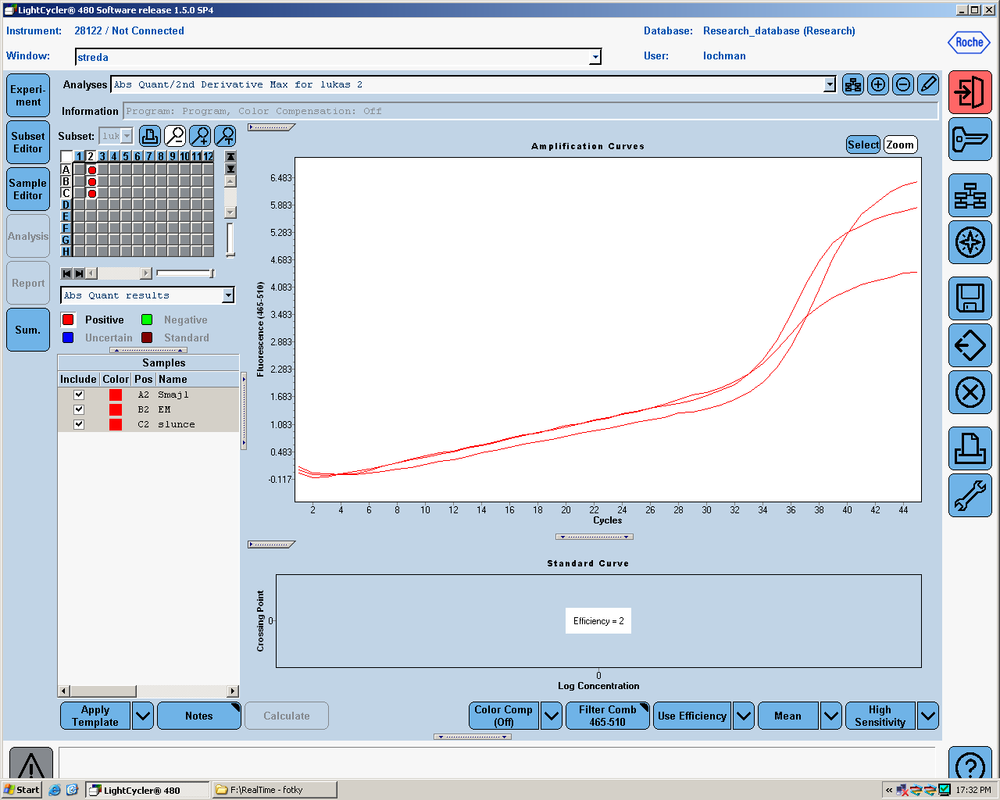 LightCycler® 480 Software release 1.5.0 SP4
Instrument: 28122 / Not Connected
Database: Research_database (Research)
Window: streda
User: lochman
Roche
Experi-
ment
Subset
Editor
Sample
Editor
Analysis
Report
Sum.
Analyses Abs Quant/2nd Derivative Max for lukas 2
Information Program: Program, Color Compensation: Off
Subset: luk
1 2 3 4 5 6 7 8 9 10 11 12
A
B
C
D
E
F
G
H
Abs Quant results
Positive Negative
Uncertain Standard
Samples
Include Color Pos Name
A2 Smajl
B2 EM
C2 slunce
Amplification Curves
Select Zoom
Fluorescence (465-510)
6.483
5.883
5.283
4.683
4.083
3.483
2.883
2.283
1.683
1.083
0.483
-0.117
2 4 6 8 10 12 14 16 18 20 22 24 26 28 30 32 34 36 38 40 42 44
Cycles
Standard Curve
Crossing Point
0
Efficiency = 2
0
Log Concentration
Apply
Template
Notes
Calculate
Color Comp
(Off)
Filter Comb
465-510
Use Efficiency
Mean
High
Sensitivity
Start
LightCycler® 480
F:\RealTime - fotky
«
17:32 PM